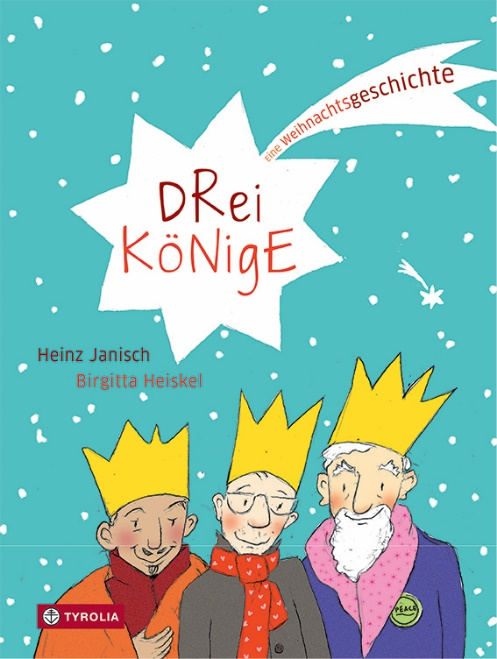 Eine Weihnachtsgeschichte
DRei
KöNigE
Heinz Janisch
Birgitta Heiskel
PEACE
TYROLIA